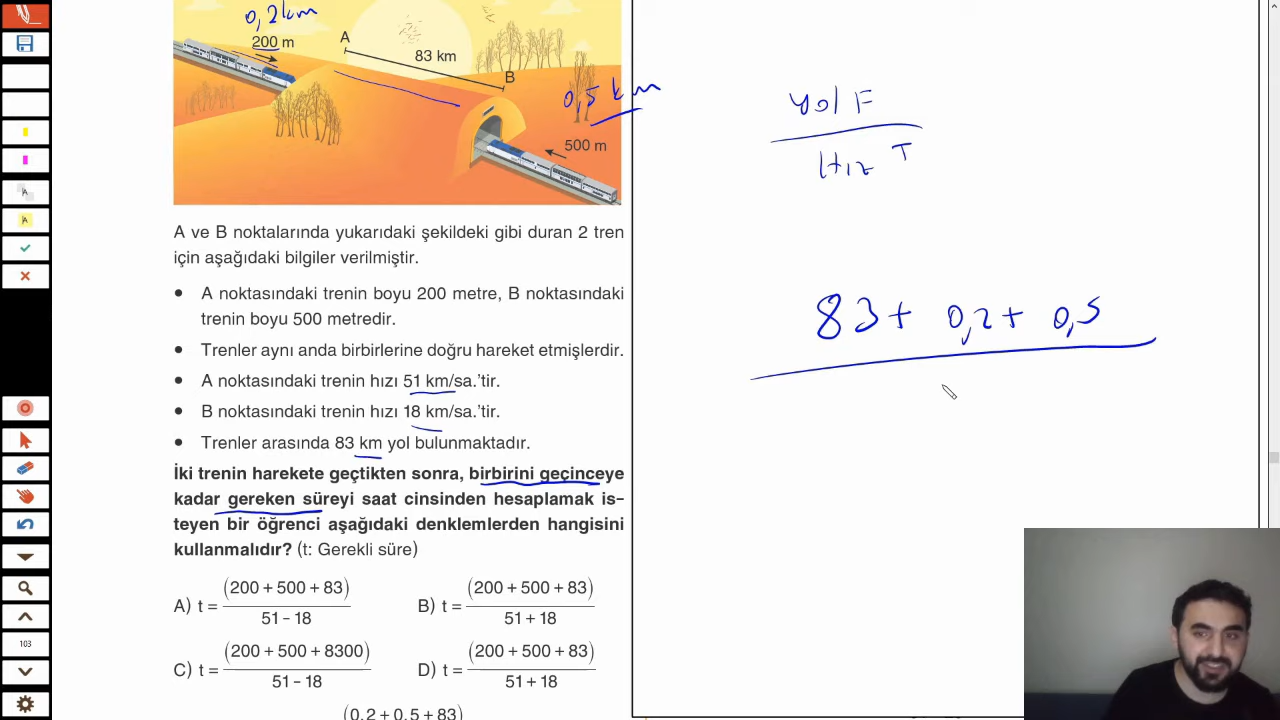 0,2km
200 m
A
83 km
B
0,5 km
500 m
A ve B noktalarında yukarıdaki şekildeki gibi duran 2 tren
için aşağıdaki bilgiler verilmiştir.
• A noktasındaki trenin boyu 200 metre, B noktasındaki
trenin boyu 500 metredir.
• Trenler aynı anda birbirlerine doğru hareket etmişlerdir.
• A noktasındaki trenin hızı 51 km/sa.'tir.
• B noktasındaki trenin hızı 18 km/sa.'tir.
• Trenler arasında 83 km yol bulunmaktadır.
İki trenin harekete geçtikten sonra, birbirini geçinceye
kadar gereken süreyi saat cinsinden hesaplamak is-
teyen bir öğrenci aşağıdaki denklemlerden hangisini
kullanmalıdır? (t: Gerekli süre)
A) t = (200 + 500 + 83)
51 – 18
B) t = (200 + 500 + 83)
51 + 18
C) t = (200 + 500 + 8300)
51 – 18
D) t = (200 + 500 + 83)
51 + 18
(0,2 + 0,5 + 83)
yol F
Hız T
83 + 0,2 + 0,5
A
A
103